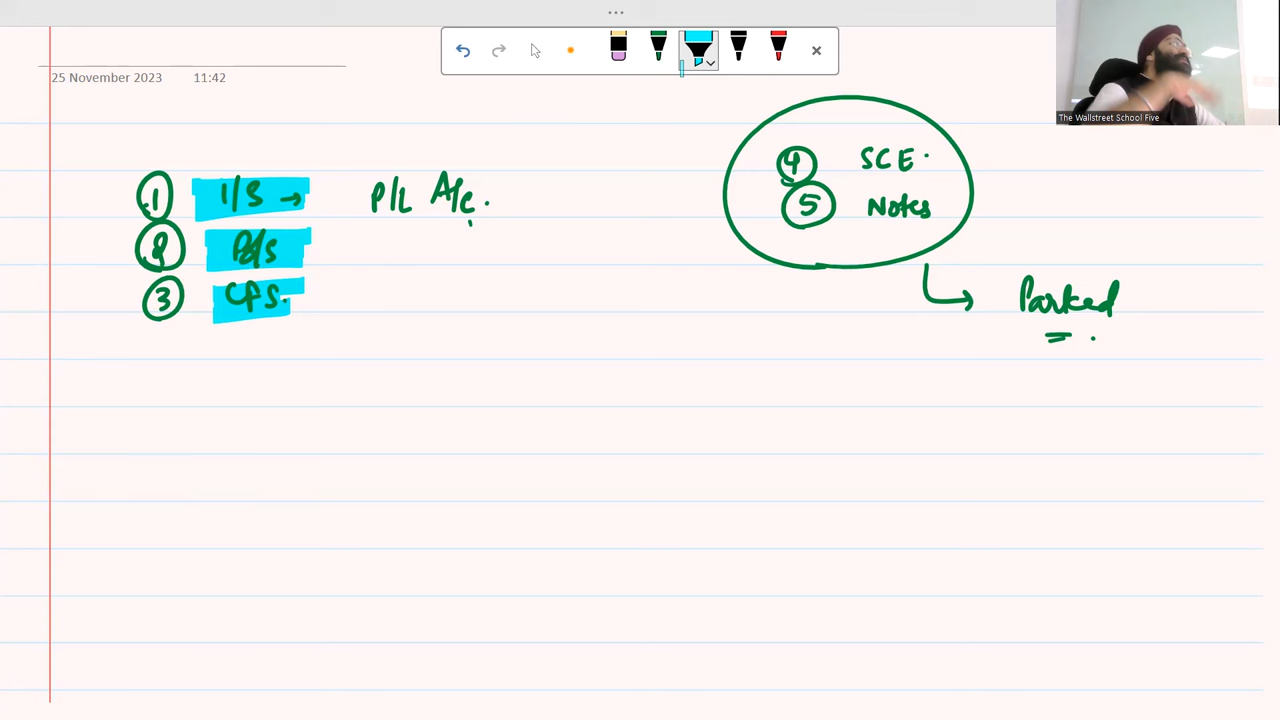 25 November 2023 11:42
The Wallstreet School Five
① I/S → P/L A/c.
② B/S
③ CFS.
④ SCE.
⑤ Notes
Parked